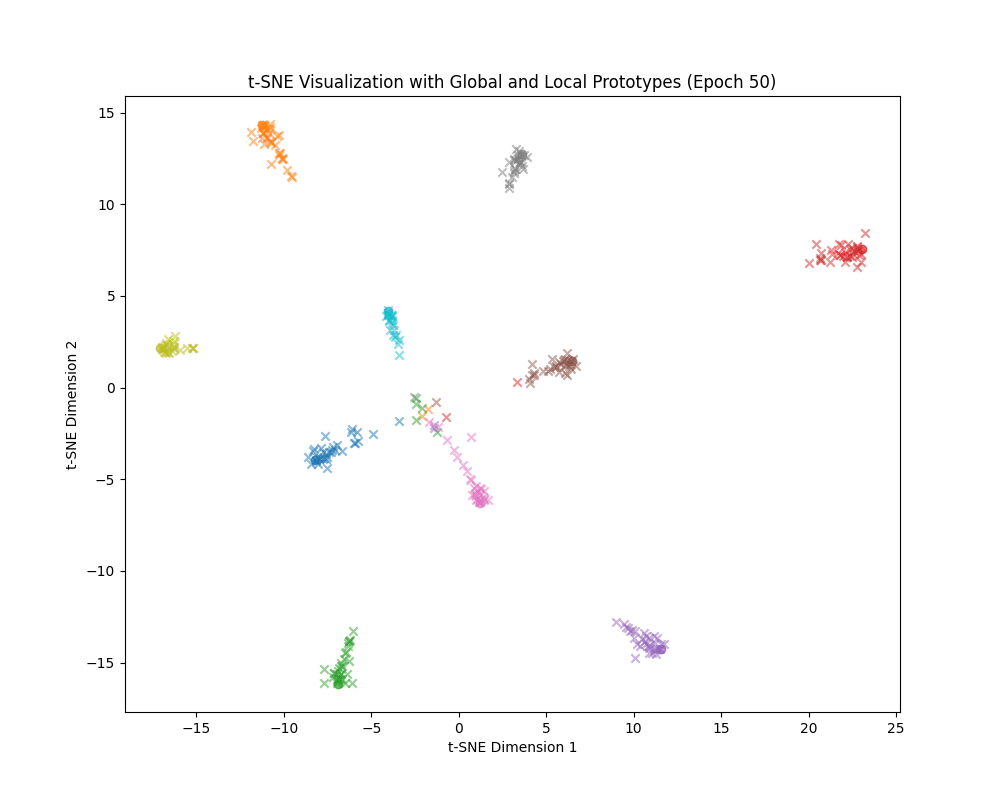 t-SNE Visualization with Global and Local Prototypes (Epoch 50)
15
10
5
0
−5
−10
−15
t-SNE Dimension 2
−15 −10 −5 0 5 10 15 20 25
t-SNE Dimension 1